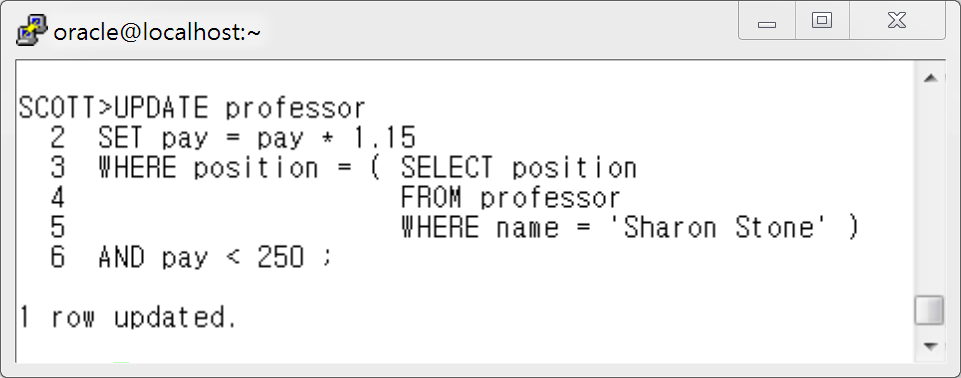 oracle@localhost:~
SCOTT>UPDATE professor
2 SET pay = pay * 1.15
3 WHERE position = ( SELECT position
4 FROM professor
5 WHERE name = 'Sharon Stone' )
6 AND pay < 250 ;
1 row updated.